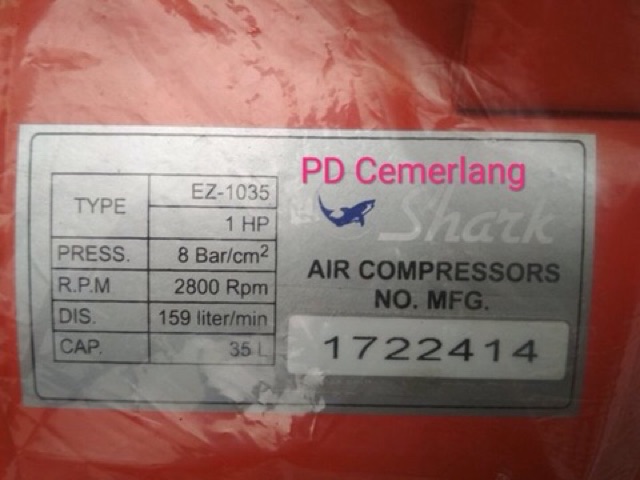 PD Cemerlang
Shark
AIR COMPRESSORS
NO. MFG.
1722414
TYPE EZ-1035
1 HP
PRESS. 8 Bar/cm²
R.P.M 2800 Rpm
DIS. 159 liter/min
CAP. 35 L